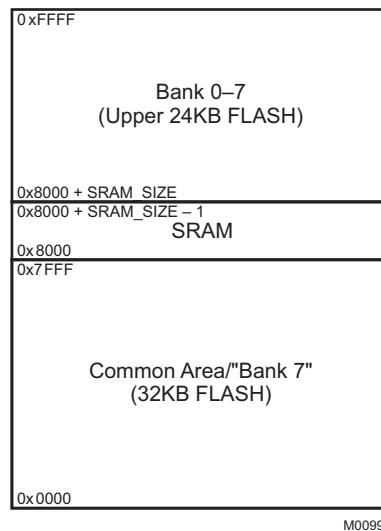 0xFFFF
Bank 0–7
(Upper 24KB FLASH)
0x8000 + SRAM_SIZE
0x8000 + SRAM_SIZE – 1
SRAM
0x8000
0x7FFF
Common Area/"Bank 7"
(32KB FLASH)
0x0000
M0099